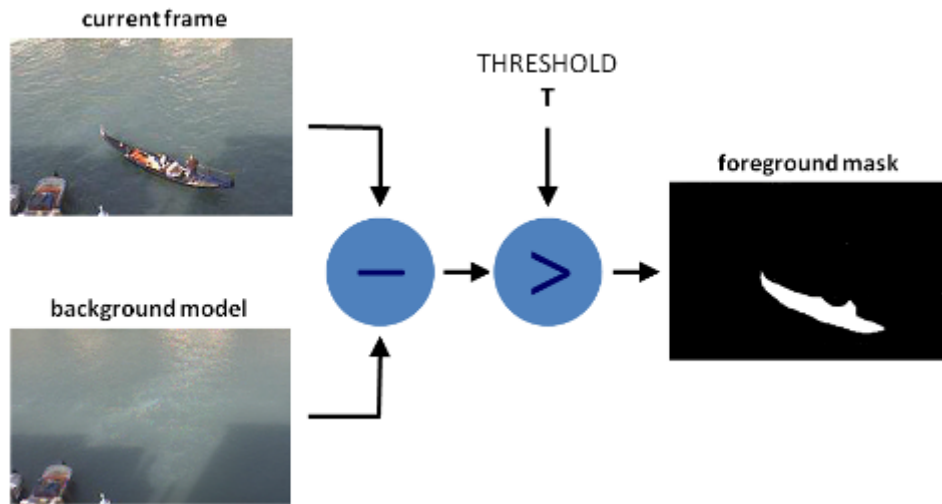 current frame
THRESHOLD
T
foreground mask
−
>
background model